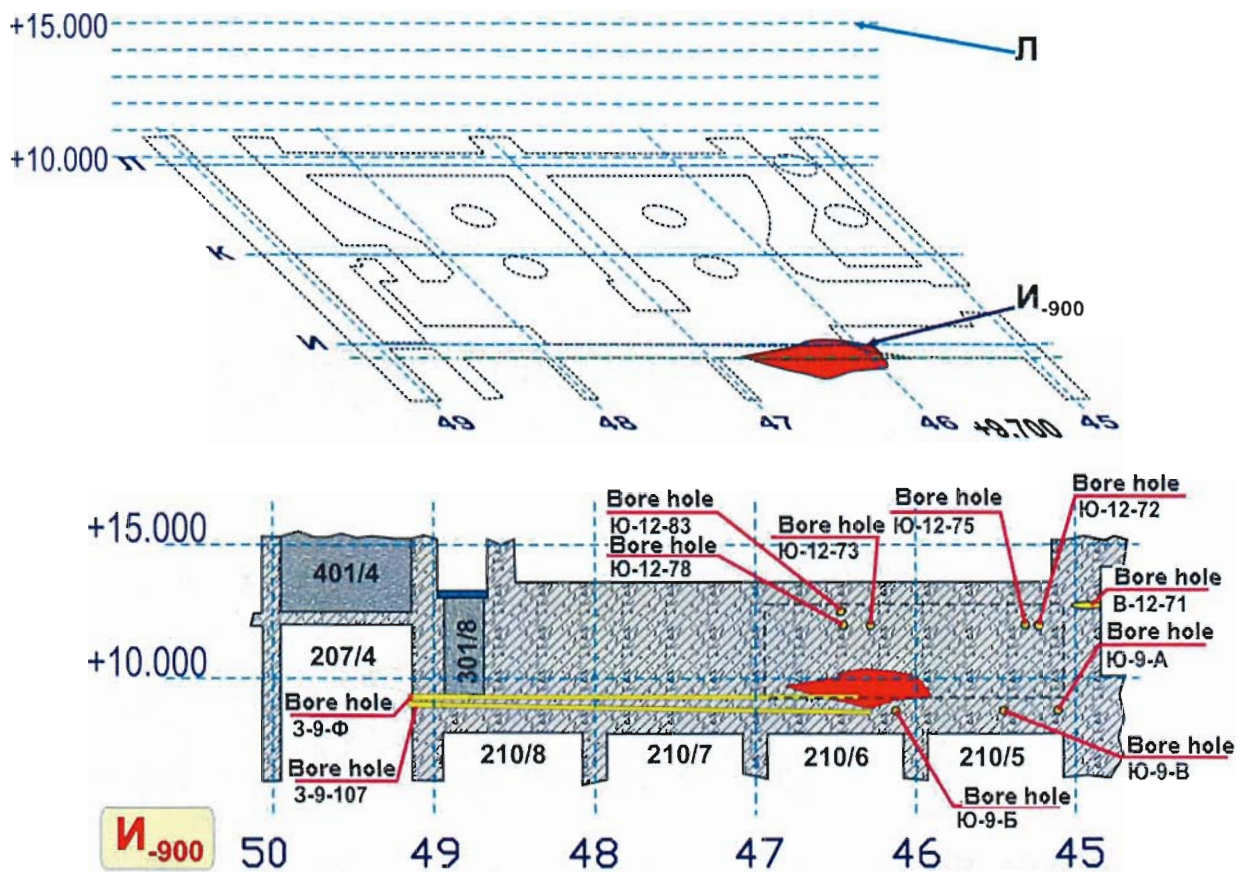 +15.000
Л
+10.000
Л
К
И-900
И
49
48
47
46
+9.700
45
Bore hole
Ю-12-72
Bore hole
Ю-12-83
Bore hole
Ю-12-75
+15.000
Bore hole
Ю-12-73
Bore hole
Ю-12-78
401/4
Bore hole
В-12-71
Bore hole
Ю-9-А
207/4
301/8
+10.000
Bore hole
З-9-Ф
Bore hole
З-9-107
210/8
210/7
210/6
210/5
Bore hole
Ю-9-В
Bore hole
Ю-9-Б
И-900
50
49
48
47
46
45